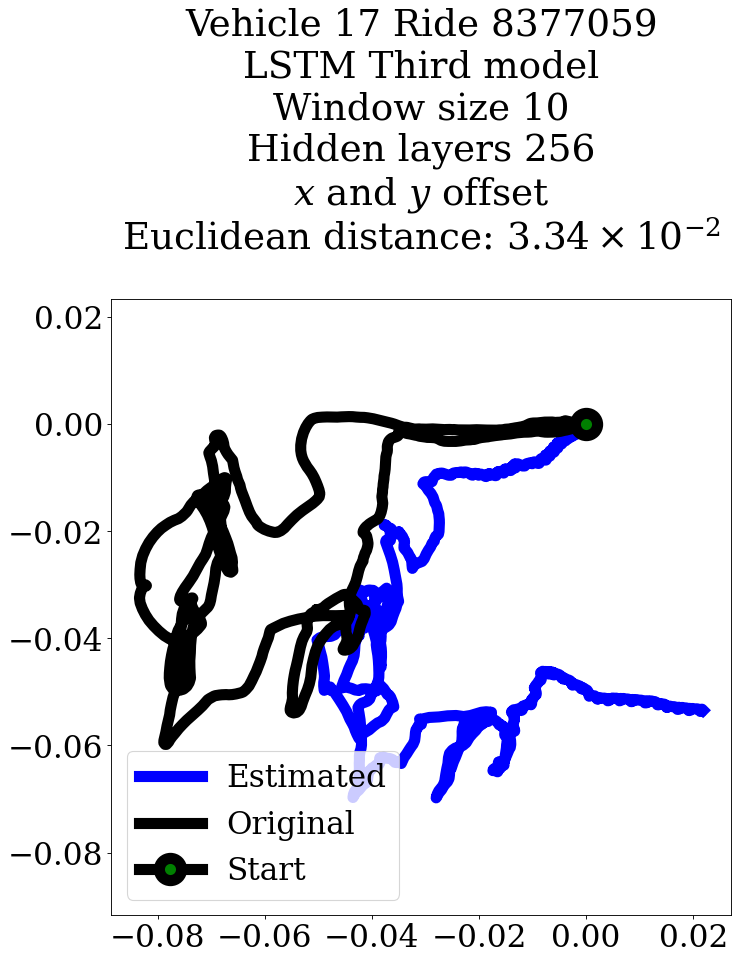 Vehicle 17 Ride 8377059
LSTM Third model
Window size 10
Hidden layers 256
x and y offset
Euclidean distance: 3.34 × 10⁻²
0.02
0.00
−0.02
−0.04
−0.06
−0.08
Estimated
Original
Start
−0.08 −0.06 −0.04 −0.02 0.00 0.02